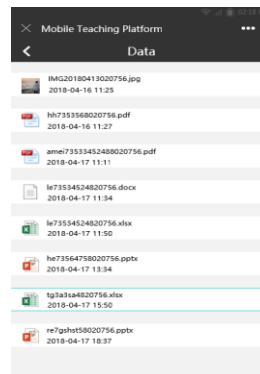 02:18
Mobile Teaching Platform
Data
IMG20180413020756.jpg
2018-04-16 11:25
hh7353568020756.pdf
2018-04-16 11:27
amei73533452488020756.pdf
2018-04-17 11:11
le73534524820756.docx
2018-04-17 11:34
le73534524820756.xlsx
2018-04-17 11:50
he73564758020756.pptx
2018-04-17 13:34
tg3a3sa4820756.xlsx
2018-04-17 15:50
re7gshst58020756.pptx
2018-04-17 18:37